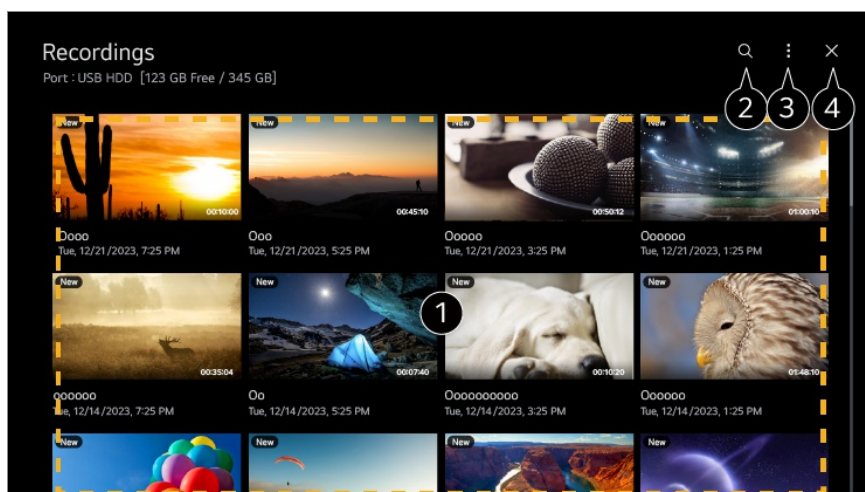 Recordings
Port : USB HDD [123 GB Free / 345 GB]
2 3 4
New New New New
00:10:00 00:45:10 00:50:12 01:00:10
Oooo Ooo Ooooo Oooooo
Tue, 12/21/2023, 7:25 PM Tue, 12/21/2023, 5:25 PM Tue, 12/21/2023, 3:25 PM Tue, 12/21/2023, 1:25 PM
New New New New
1
00:35:04 00:07:40 00:10:20 01:48:10
oooooo Oo Oooooooooo Oooooo
Tue, 12/14/2023, 7:25 PM Tue, 12/14/2023, 5:25 PM Tue, 12/14/2023, 3:25 PM Tue, 12/14/2023, 1:25 PM
New New New New